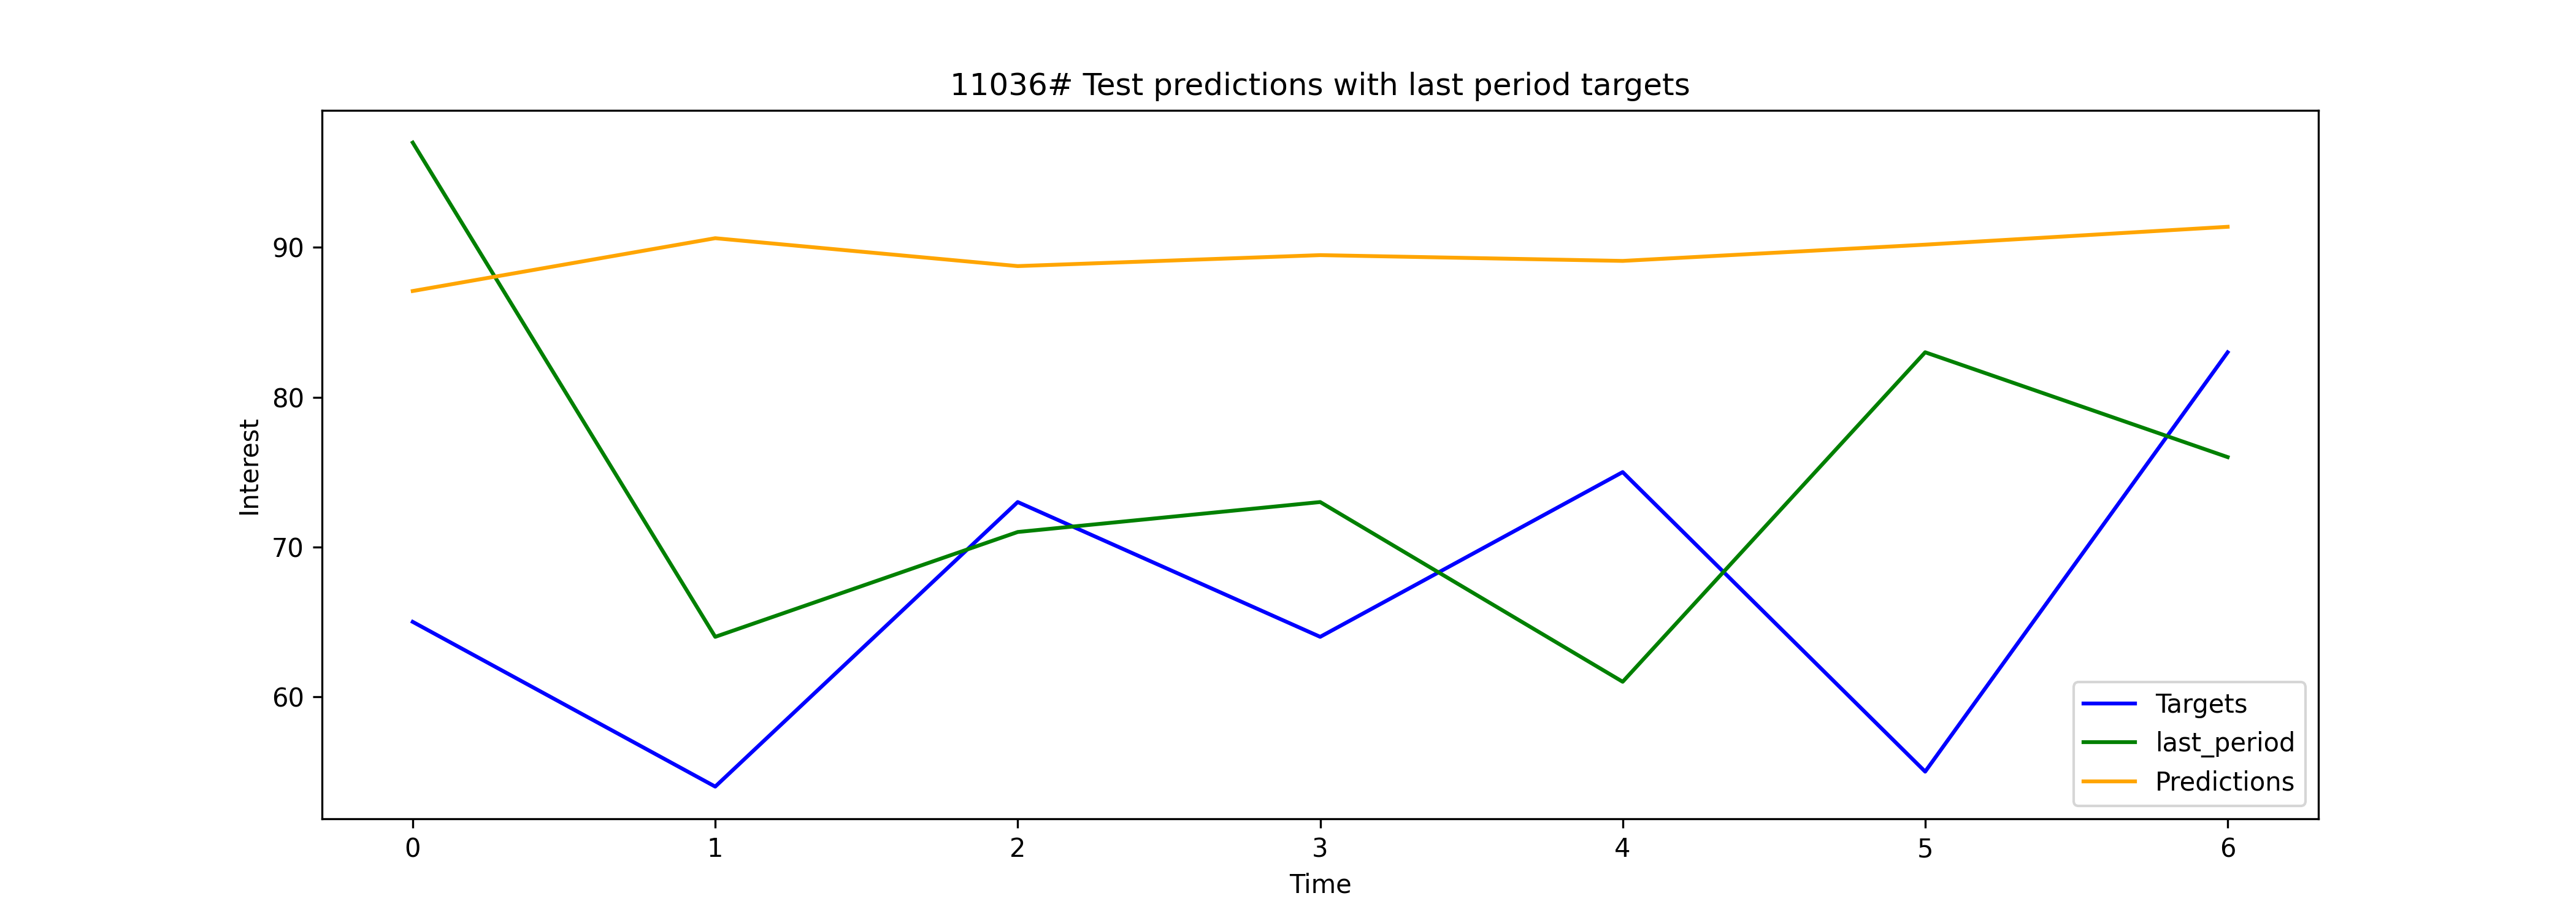 11036# Test predictions with last period targets
Interest
90
80
70
60
0 1 2 3 4 5 6
Time
Targets
last_period
Predictions